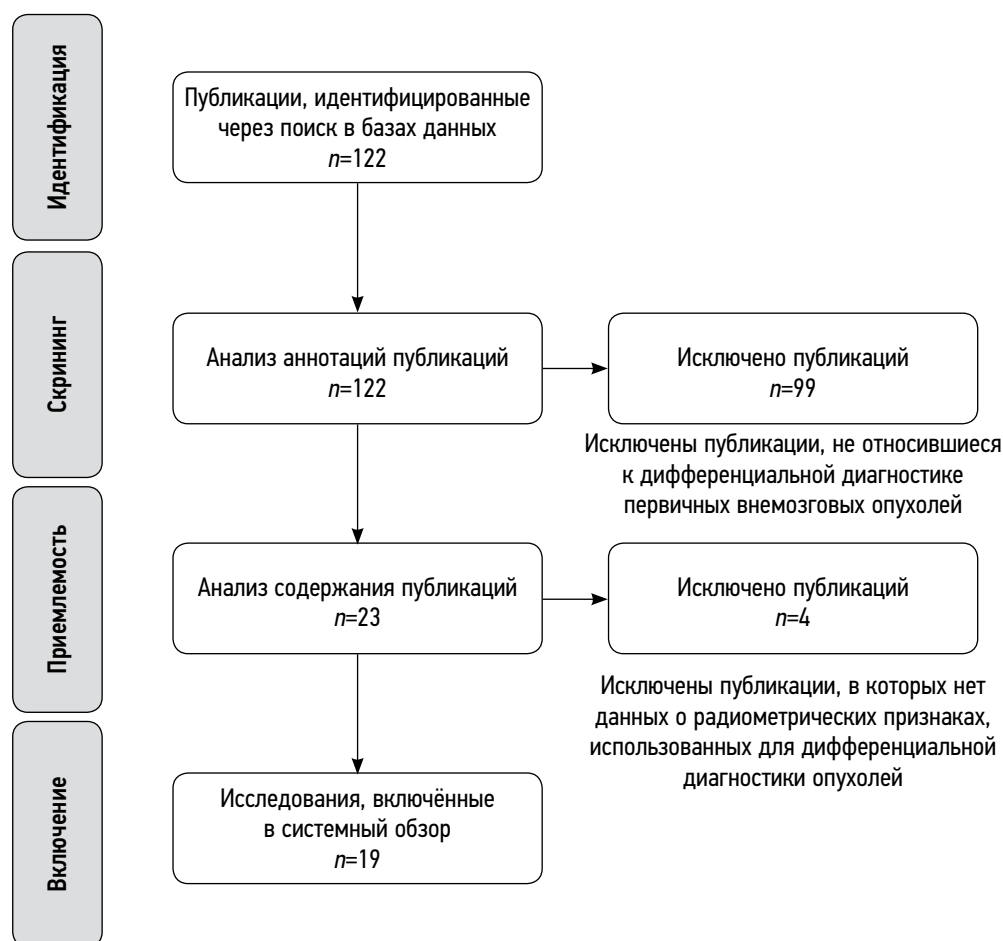 Идентификация
Публикации, идентифицированные
через поиск в базах данных
n=122
Скрининг
Анализ аннотаций публикаций
n=122
Исключено публикаций
n=99
Исключены публикации, не относившиеся
к дифференциальной диагностике
первичных внемозговых опухолей
Приемлемость
Анализ содержания публикаций
n=23
Исключено публикаций
n=4
Исключены публикации, в которых нет
данных о радиометрических признаках,
использованных для дифференциальной
диагностики опухолей
Включение
Исследования, включённые
в системный обзор
n=19